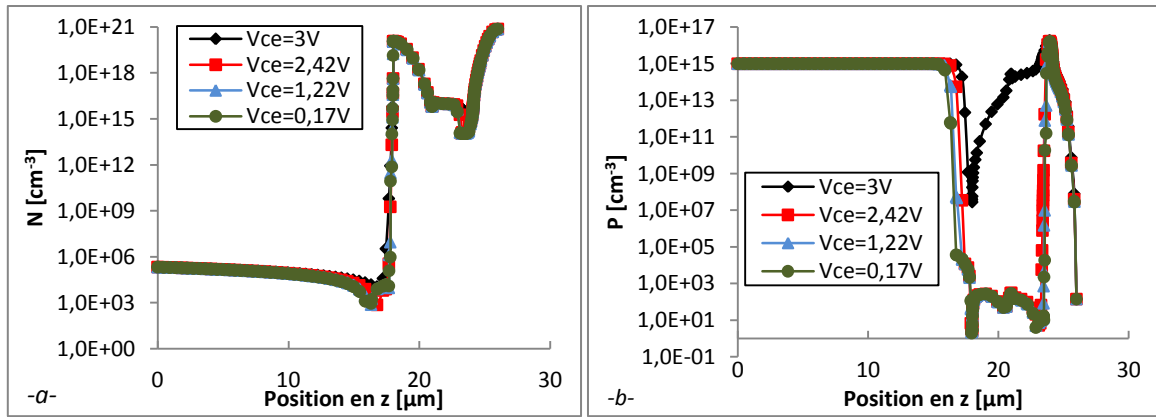 N [cm-3]
1,0E+21
1,0E+18
1,0E+15
1,0E+12
1,0E+09
1,0E+06
1,0E+03
1,0E+00
Vce=3V
Vce=2,42V
Vce=1,22V
Vce=0,17V
0
10
20
30
Position en z [µm]
-a-
P [cm-3]
1,0E+17
1,0E+15
1,0E+13
1,0E+11
1,0E+09
1,0E+07
1,0E+05
1,0E+03
1,0E+01
1,0E-01
Vce=3V
Vce=2,42V
Vce=1,22V
Vce=0,17V
0
10
20
30
Position en z [µm]
-b-